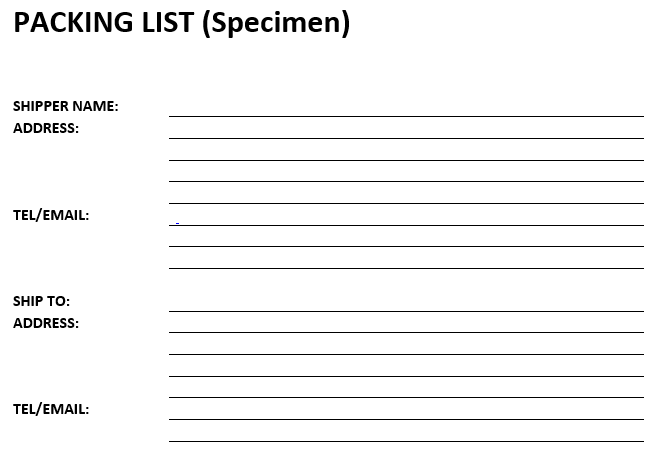 PACKING LIST (Specimen)
SHIPPER NAME:
ADDRESS:
TEL/EMAIL:
SHIP TO:
ADDRESS:
TEL/EMAIL: